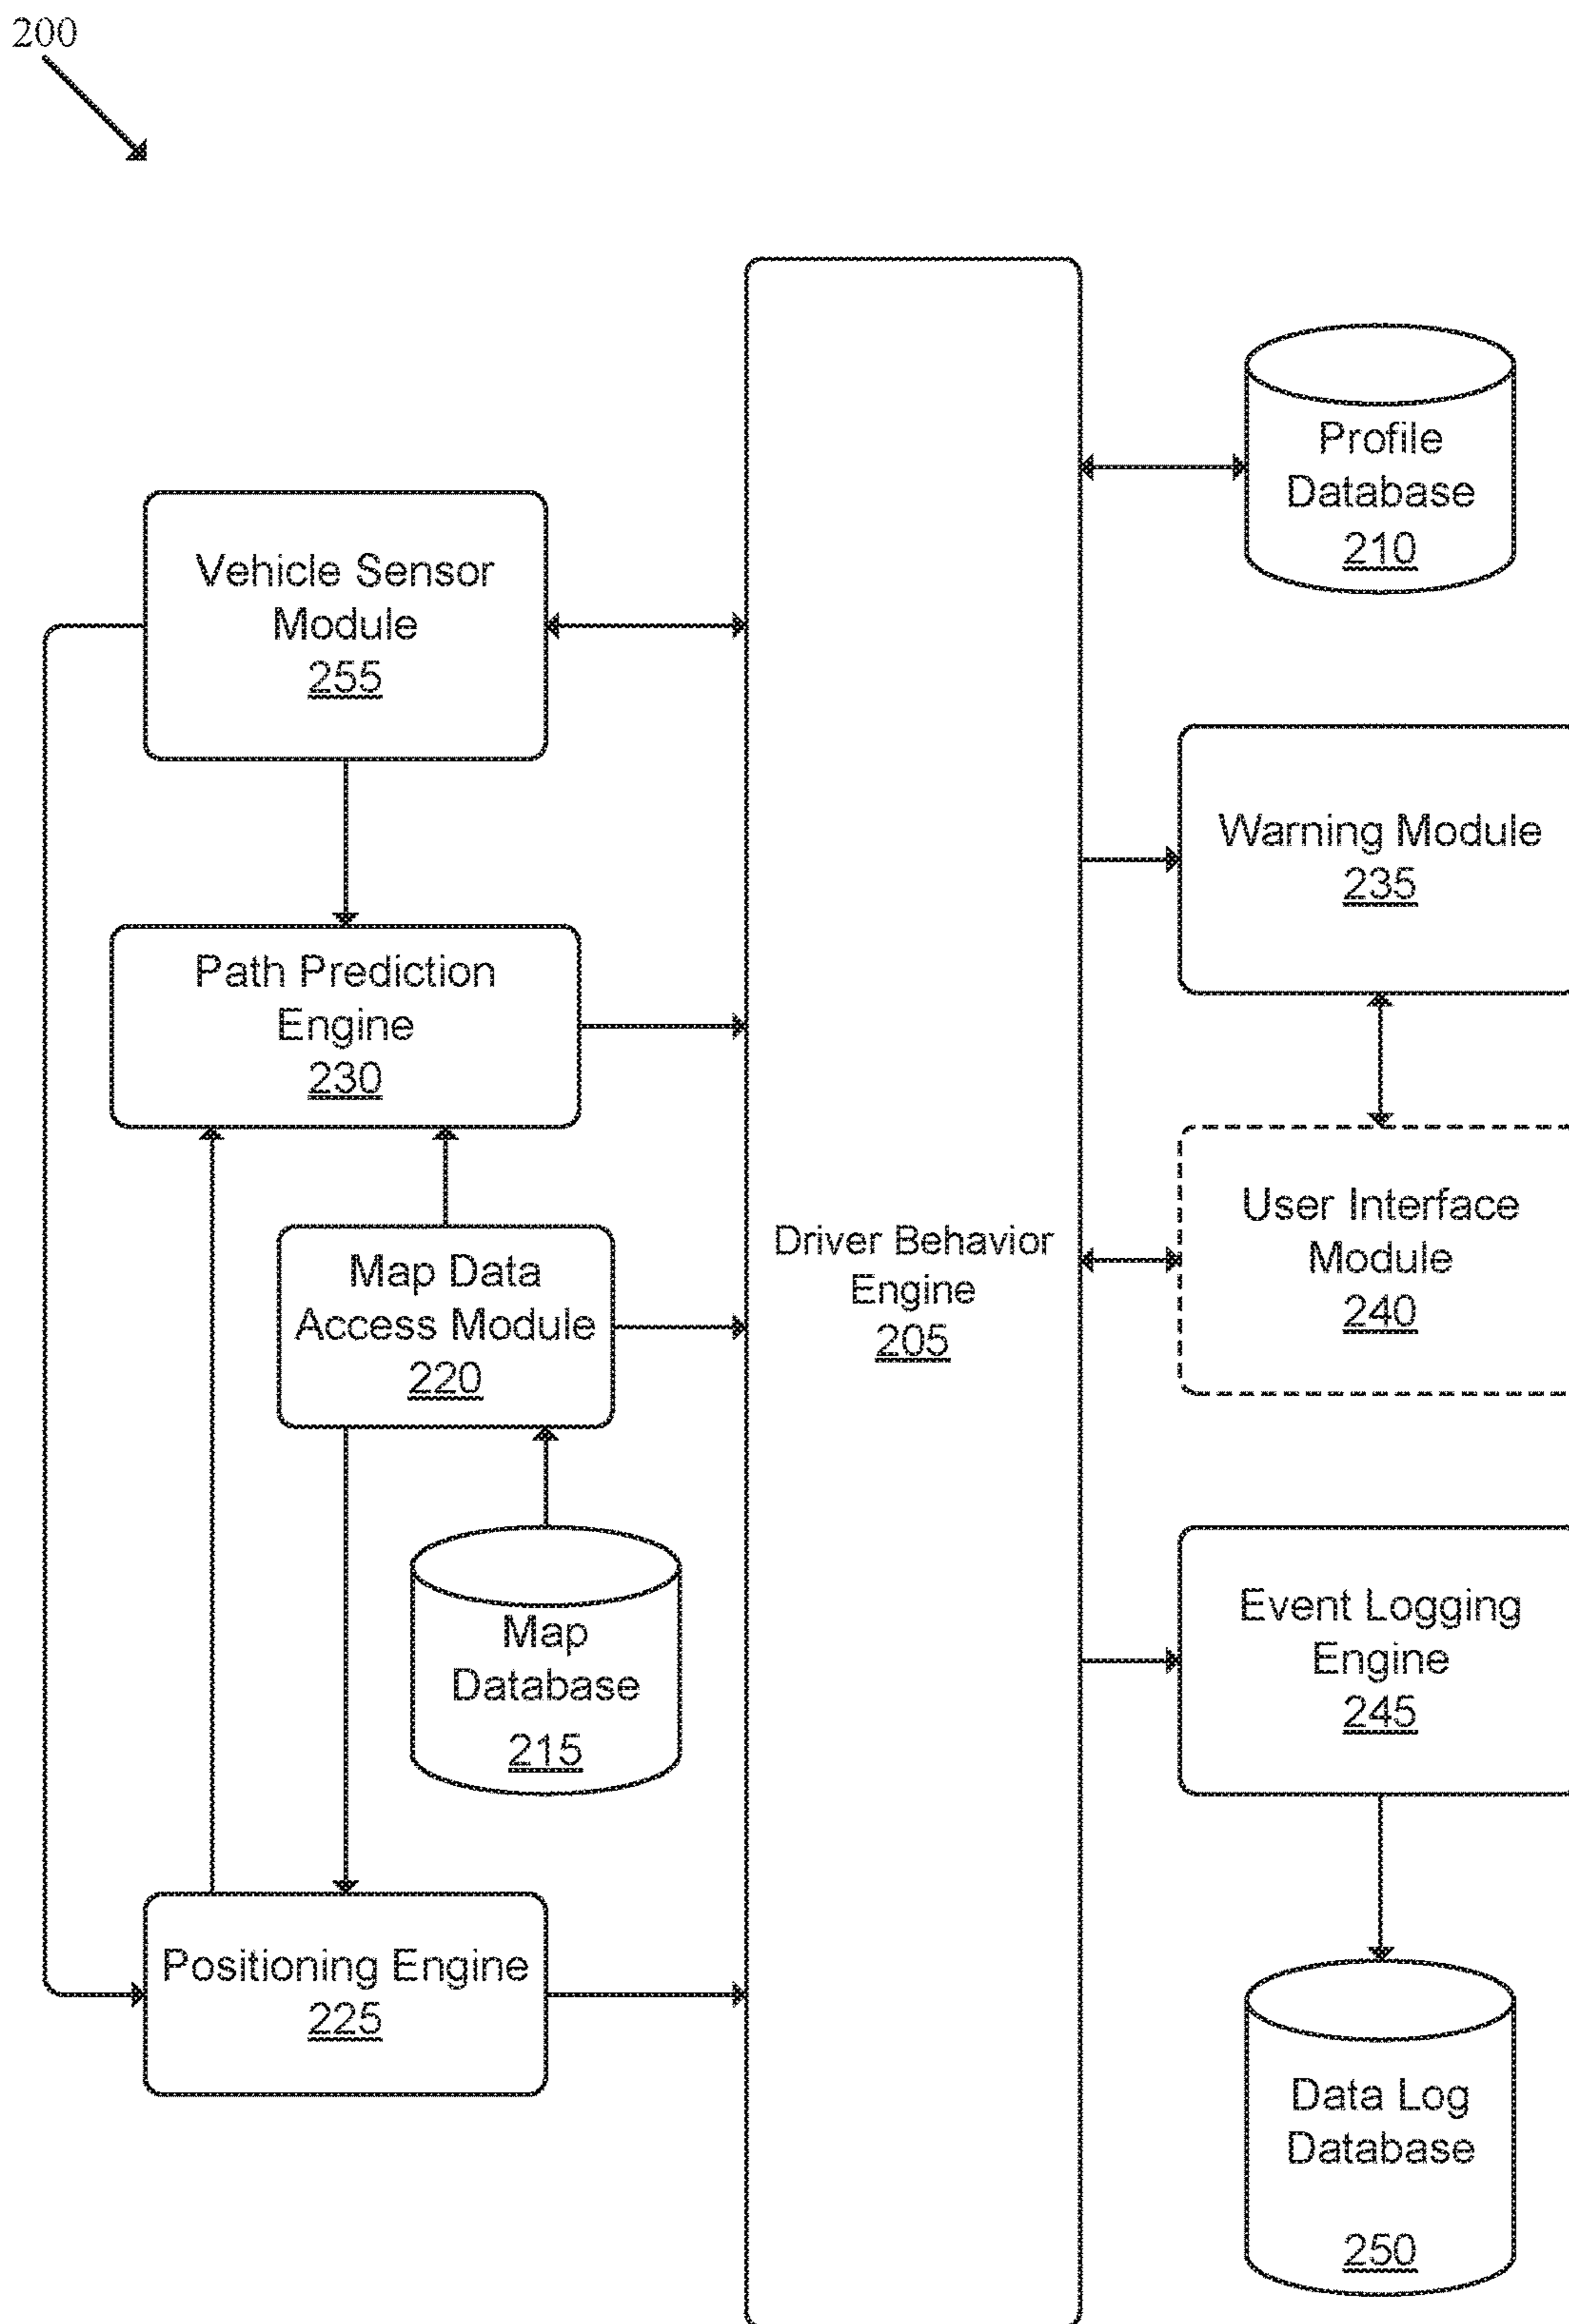 200
Profile
Database
210
Vehicle Sensor
Module
255
Warning Module
235
Path Prediction
Engine
230
User Interface
Module
240
Map Data
Access Module
220
Driver Behavior
Engine
205
Map
Database
215
Event Logging
Engine
245
Positioning Engine
225
Data Log
Database
250